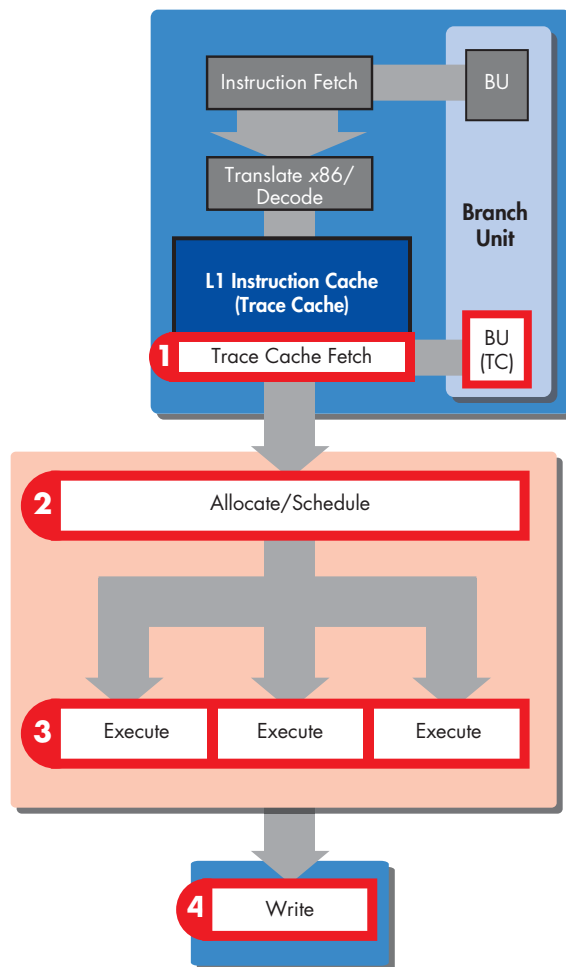 Instruction Fetch
BU
Translate x86/
Decode
Branch
Unit
L1 Instruction Cache
(Trace Cache)
1
Trace Cache Fetch
BU
(TC)
2
Allocate/Schedule
3
Execute
Execute
Execute
4
Write